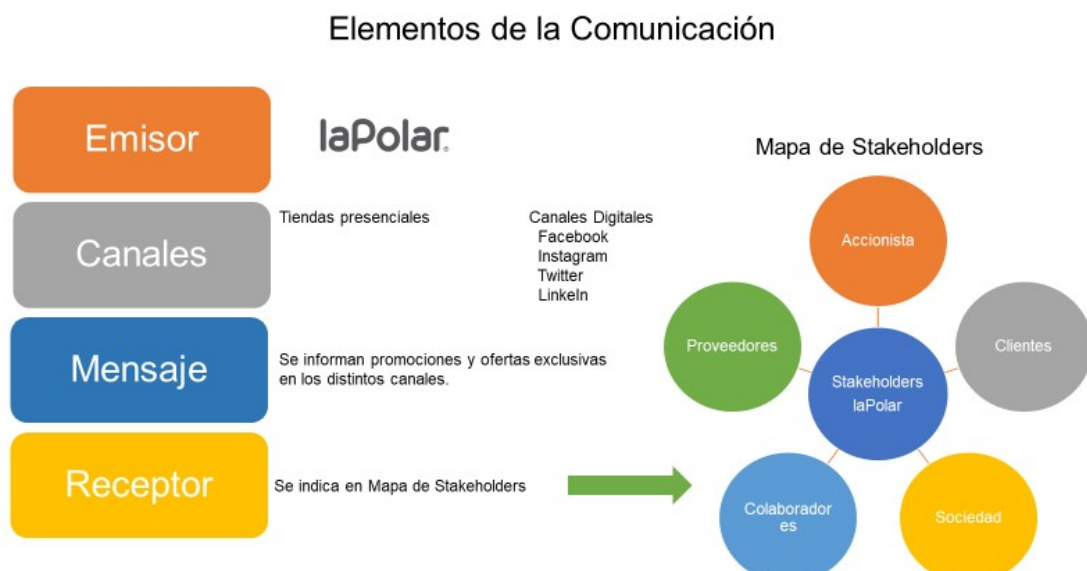 Elementos de la Comunicación
Emisor
laPolar®
Canales
Tiendas presenciales
Canales Digitales
Facebook
Instagram
Twitter
LinkeIn
Mensaje
Se informan promociones y ofertas exclusivas
en los distintos canales.
Receptor
Se indica en Mapa de Stakeholders
Mapa de Stakeholders
Accionista
Proveedores
Clientes
Stakeholders
laPolar
Colaborador
es
Sociedad